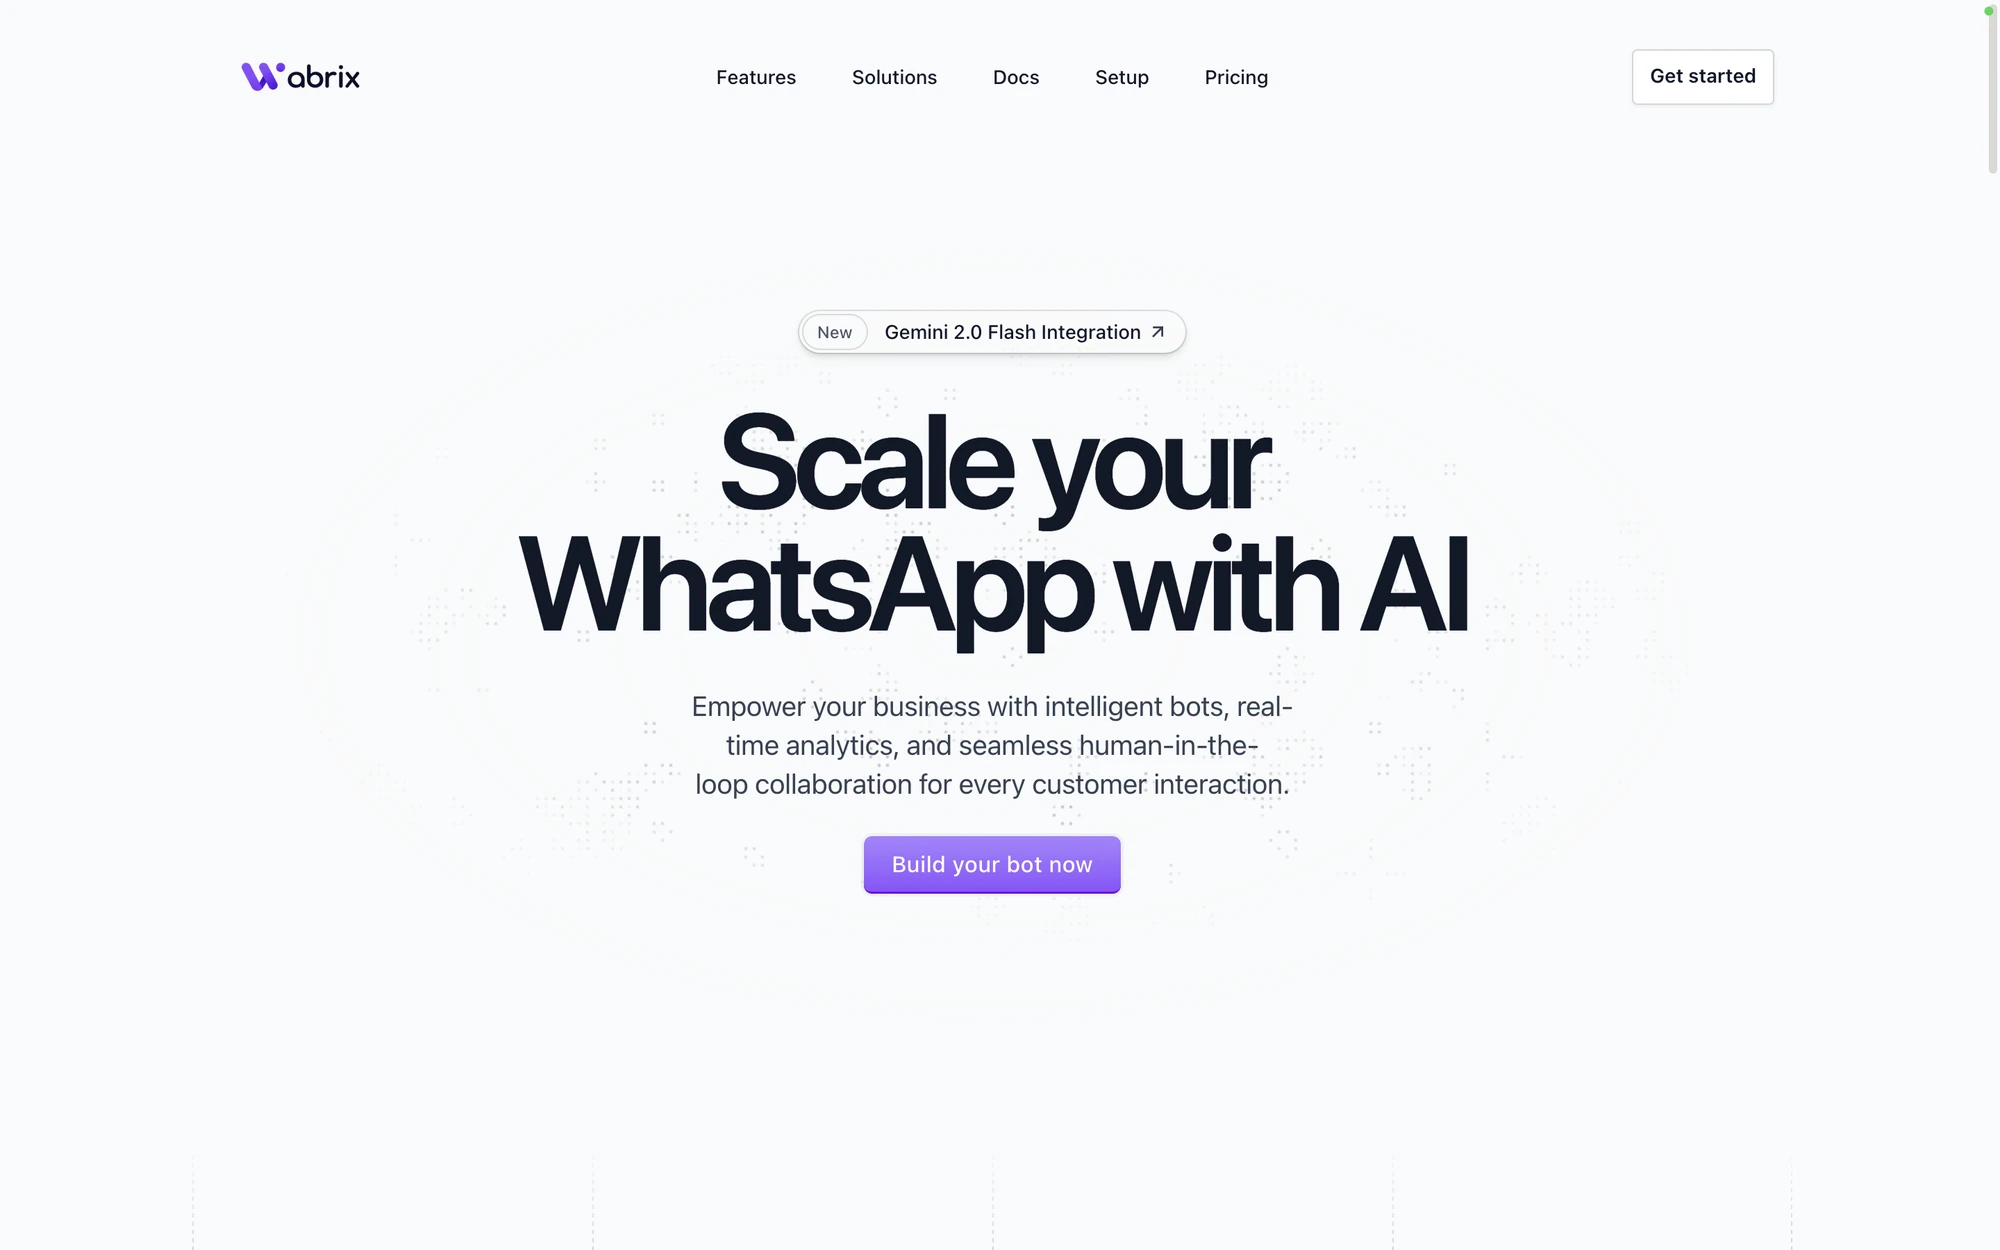 Wabrix
Features
Solutions
Docs
Setup
Pricing
Get started
New
Gemini 2.0 Flash Integration
Scale your
WhatsApp with AI
Empower your business with intelligent bots, real-
time analytics, and seamless human-in-the-
loop collaboration for every customer interaction.
Build your bot now